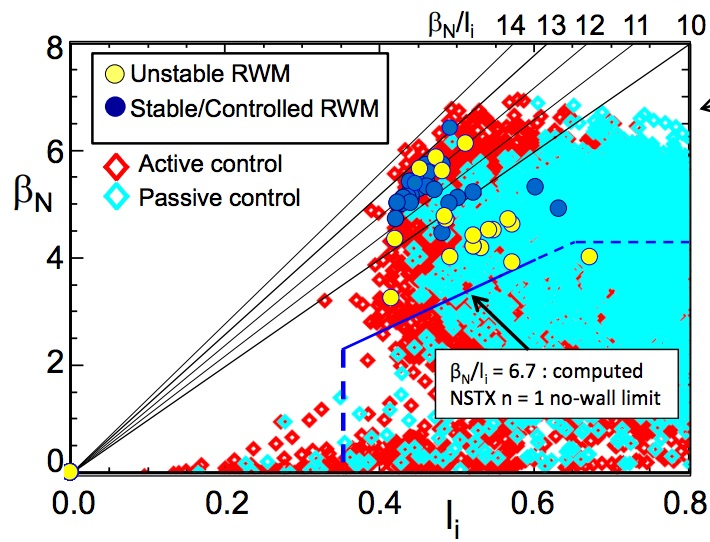 βN/li 14 13 12 11 10
8
Unstable RWM
Stable/Controlled RWM
6
Active control
Passive control
βN
4
2
βN/li = 6.7 : computed
NSTX n = 1 no-wall limit
0
0.0 0.2 0.4 0.6 0.8
li